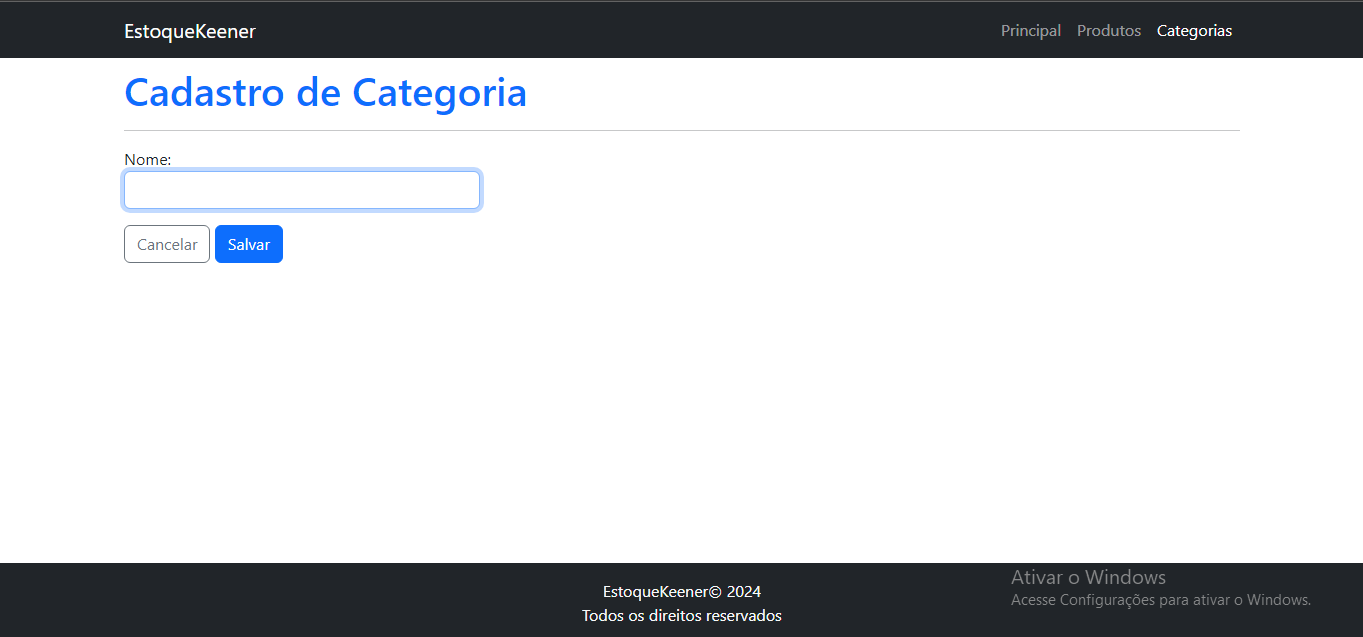 EstoqueKeener
Principal Produtos Categorias
Cadastro de Categoria
Nome:
Cancelar Salvar
EstoqueKeener© 2024
Todos os direitos reservados
Ativar o Windows
Acesse Configurações para ativar o Windows.